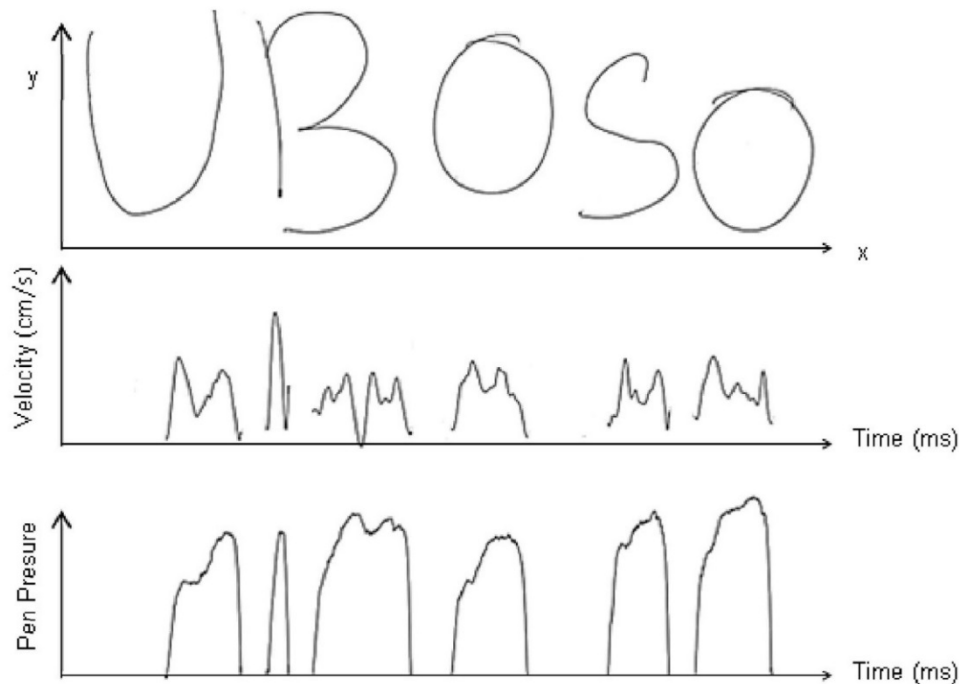 y
UBOSO
x
Velocity (cm/s)
Time (ms)
Pen Presure
Time (ms)